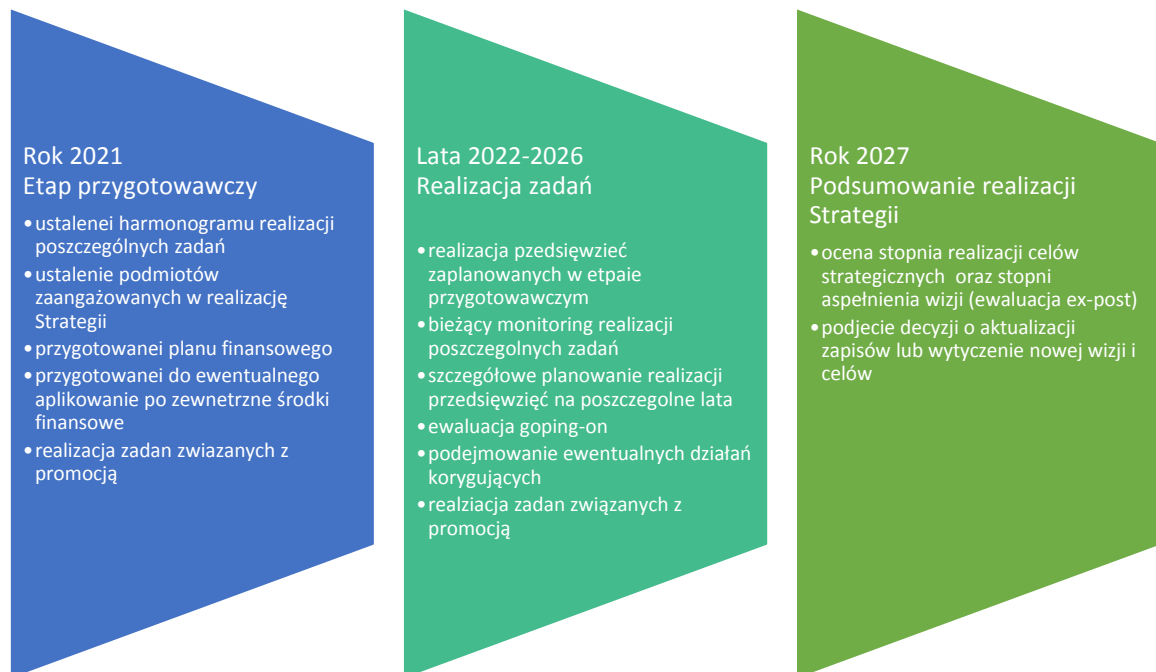 Rok 2021
Etap przygotowawczy
•ustalenei harmonogramu realizacji
poszczególnych zadań
•ustalenie podmiotów
zaangażowanych w realizację
Strategii
•przygotowanei planu finansowego
•przygotowanei do ewentualnego
aplikowanie po zewnetrzne środki
finansowe
•realizacja zadan zwiazanych z
promocją
Lata 2022-2026
Realizacja zadań
•realizacja pzedsięwzieć
zaplanowanych w etpaie
przygotowawczym
•bieżący monitoring realizacji
poszczegolnych zadań
•szczegółowe planowanie realizacji
przedsięwzięć na poszczegolne lata
•ewaluacja goping-on
•podejmowanie ewentualnych działań
korygujących
•realziacja zadan związanych z
promocją
Rok 2027
Podsumowanie realizacji
Strategii
•ocena stopnia realizacji celów
strategicznych oraz stopni
aspełnienia wizji (ewaluacja ex-post)
•podjecie decyzji o aktualizacji
zapisów lub wytyczenie nowej wizji i
celów